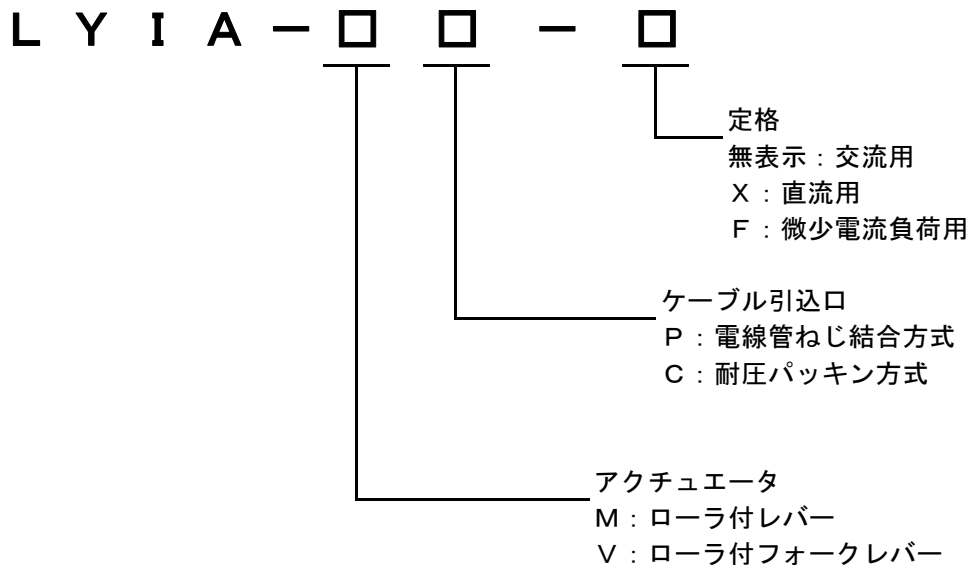 ＬＹＩＡ－□□－□
定格
無表示：交流用
Ｘ：直流用
Ｆ：微少電流負荷用
ケーブル引込口
Ｐ：電線管ねじ結合方式
Ｃ：耐圧パッキン方式
アクチュエータ
Ｍ：ローラ付レバー
Ｖ：ローラ付フォークレバー